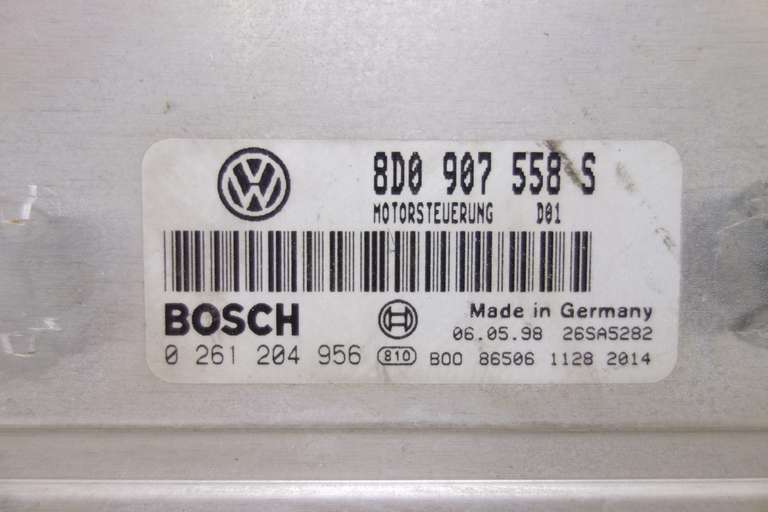 8D0 907 558 S
MOTORSTEUERUNG D01
BOSCH
Made in Germany
06.05.98 26SA5282
0 261 204 956 810 B00 86506 1128 2014